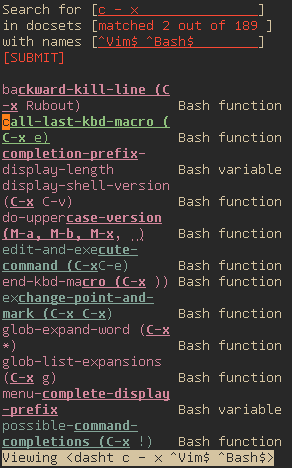 Search for [c - x               ]
in docsets [matched 2 out of 189 ]
with names [^Vim$ ^Bash$        ]
[SUBMIT]
backward-kill-line (C
-x Rubout)             Bash function
call-last-kbd-macro (
C-x e)                 Bash function
completion-prefix-
display-length         Bash variable
display-shell-version
(C-x C-v)              Bash function
do-uppercase-version
(M-a, M-b, M-x, …)     Bash function
edit-and-execute-
command (C-xC-e)       Bash function
end-kbd-macro (C-x ))  Bash function
exchange-point-and-
mark (C-x C-x)         Bash function
glob-expand-word (C-x
*)                     Bash function
glob-list-expansions
(C-x g)                Bash function
menu-complete-display
-prefix                Bash variable
possible-command-
completions (C-x !)    Bash function
Viewing <dasht c - x ^Vim$ ^Bash$>